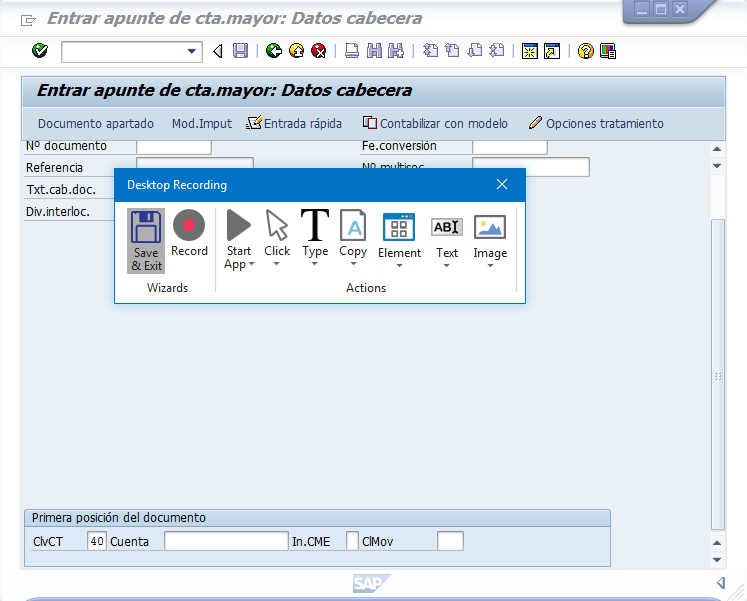 Entrar apunte de cta.mayor: Datos cabecera
Entrar apunte de cta.mayor: Datos cabecera
Documento apartado Mod.Imput Entrada rápida Contabilizar con modelo Opciones tratamiento
Nº documento Fe.conversión
Referencia Nº multisoc.
Txt.cab.doc.
Div.interloc.
Desktop Recording
Save & Exit Record Start App Click Type Copy Element Text Image
Wizards Actions
Primera posición del documento
ClvCT 40 Cuenta In.CME ClMov
SAP